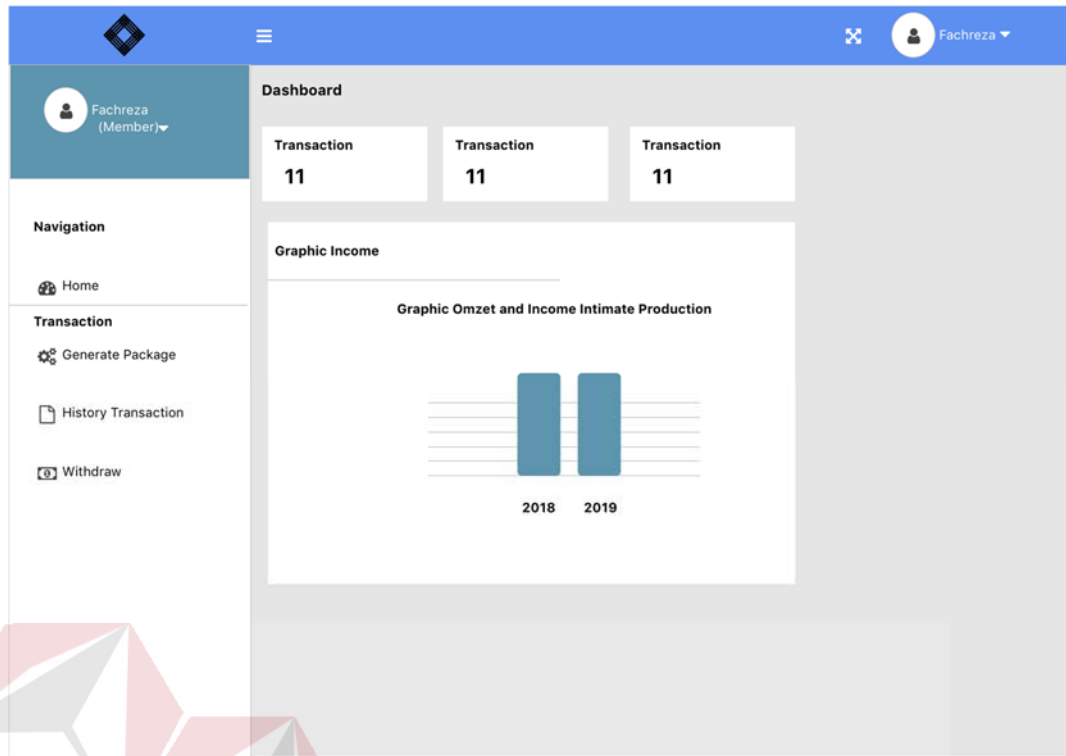 Fachreza
Fachreza
(Member)
Navigation
Home
Transaction
Generate Package
History Transaction
Withdraw
Dashboard
Transaction
11
Transaction
11
Transaction
11
Graphic Income
Graphic Omzet and Income Intimate Production
2018 2019